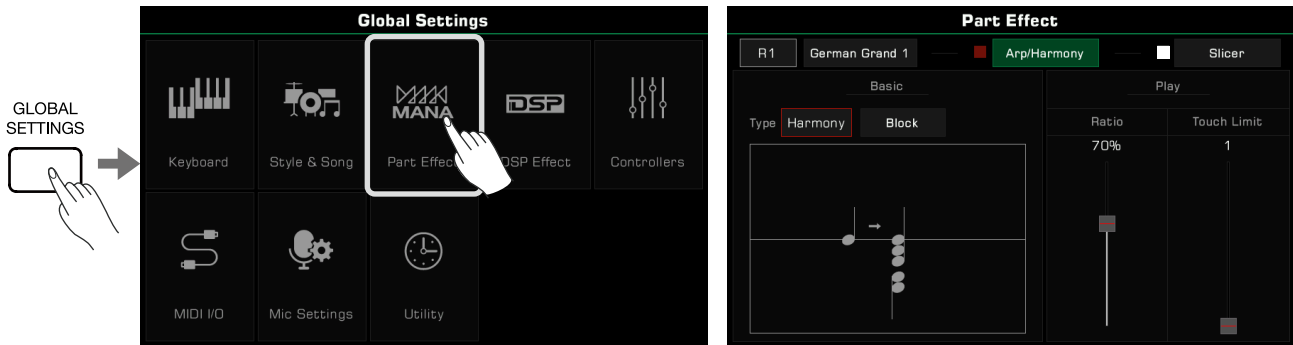 GLOBAL
SETTINGS
Global Settings
MANA
DSP
Keyboard
Style & Song
Part Effect
DSP Effect
Controllers
MIDI I/O
Mic Settings
Utility
Part Effect
R1
German Grand 1
Arp/Harmony
Slicer
Basic
Play
Type
Harmony
Block
Ratio
Touch Limit
70%
1